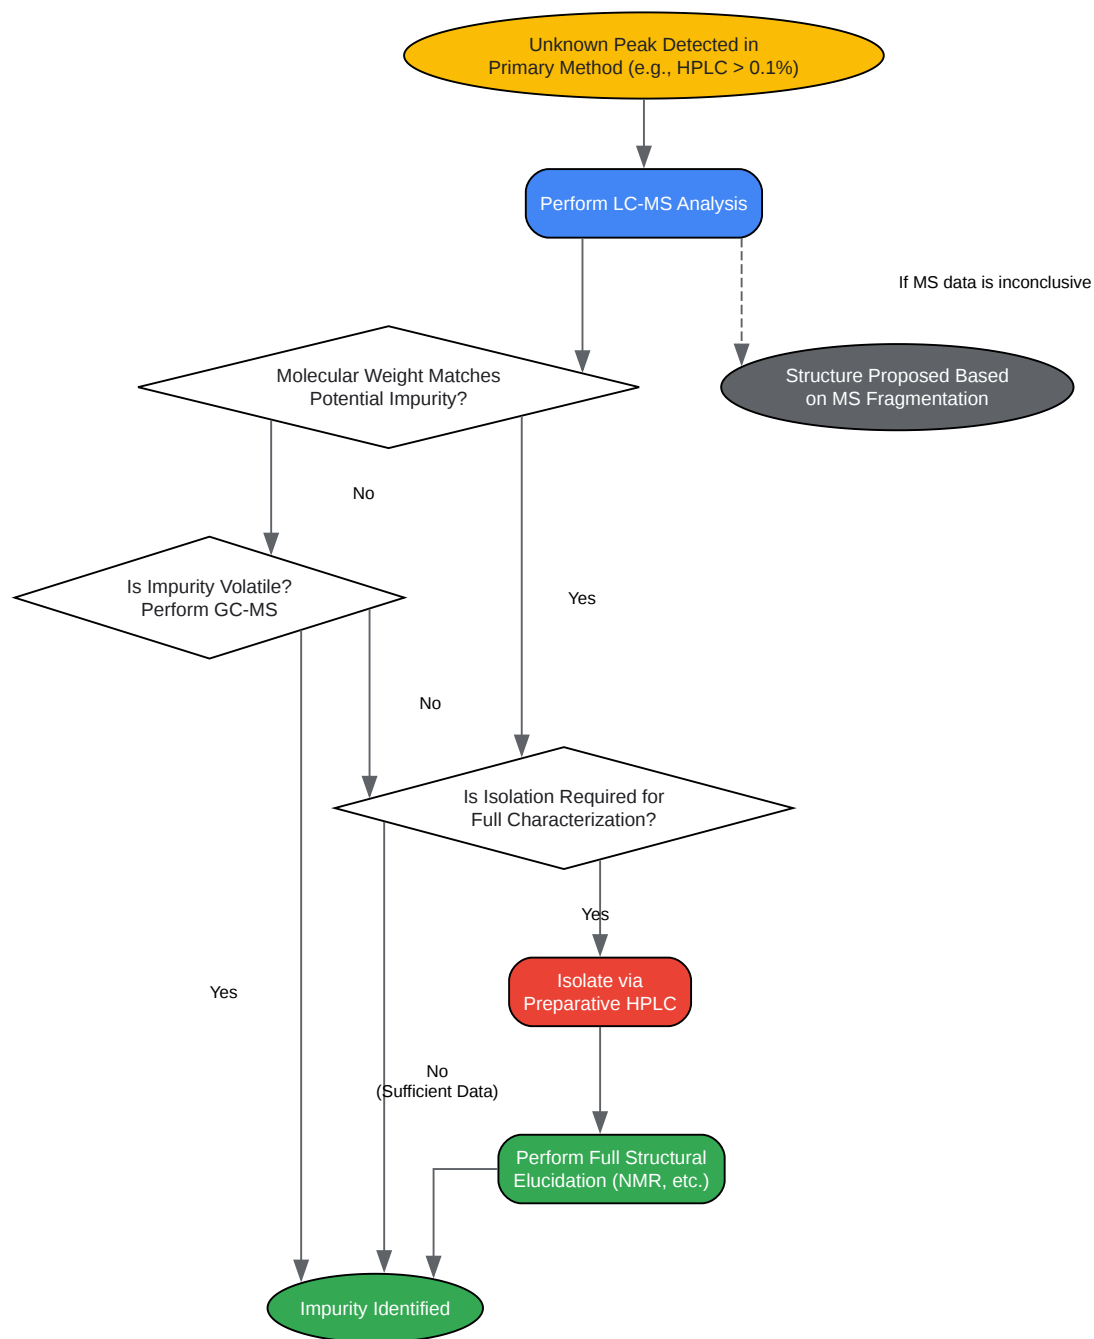 Unknown Peak Detected in
Primary Method (e.g., HPLC > 0.1%)
Perform LC-MS Analysis
If MS data is inconclusive
Molecular Weight Matches
Potential Impurity?
Structure Proposed Based
on MS Fragmentation
No
Is Impurity Volatile?
Perform GC-MS
Yes
No
Is Isolation Required for
Full Characterization?
Yes
Isolate via
Preparative HPLC
Yes
No
(Sufficient Data)
Perform Full Structural
Elucidation (NMR, etc.)
Impurity Identified